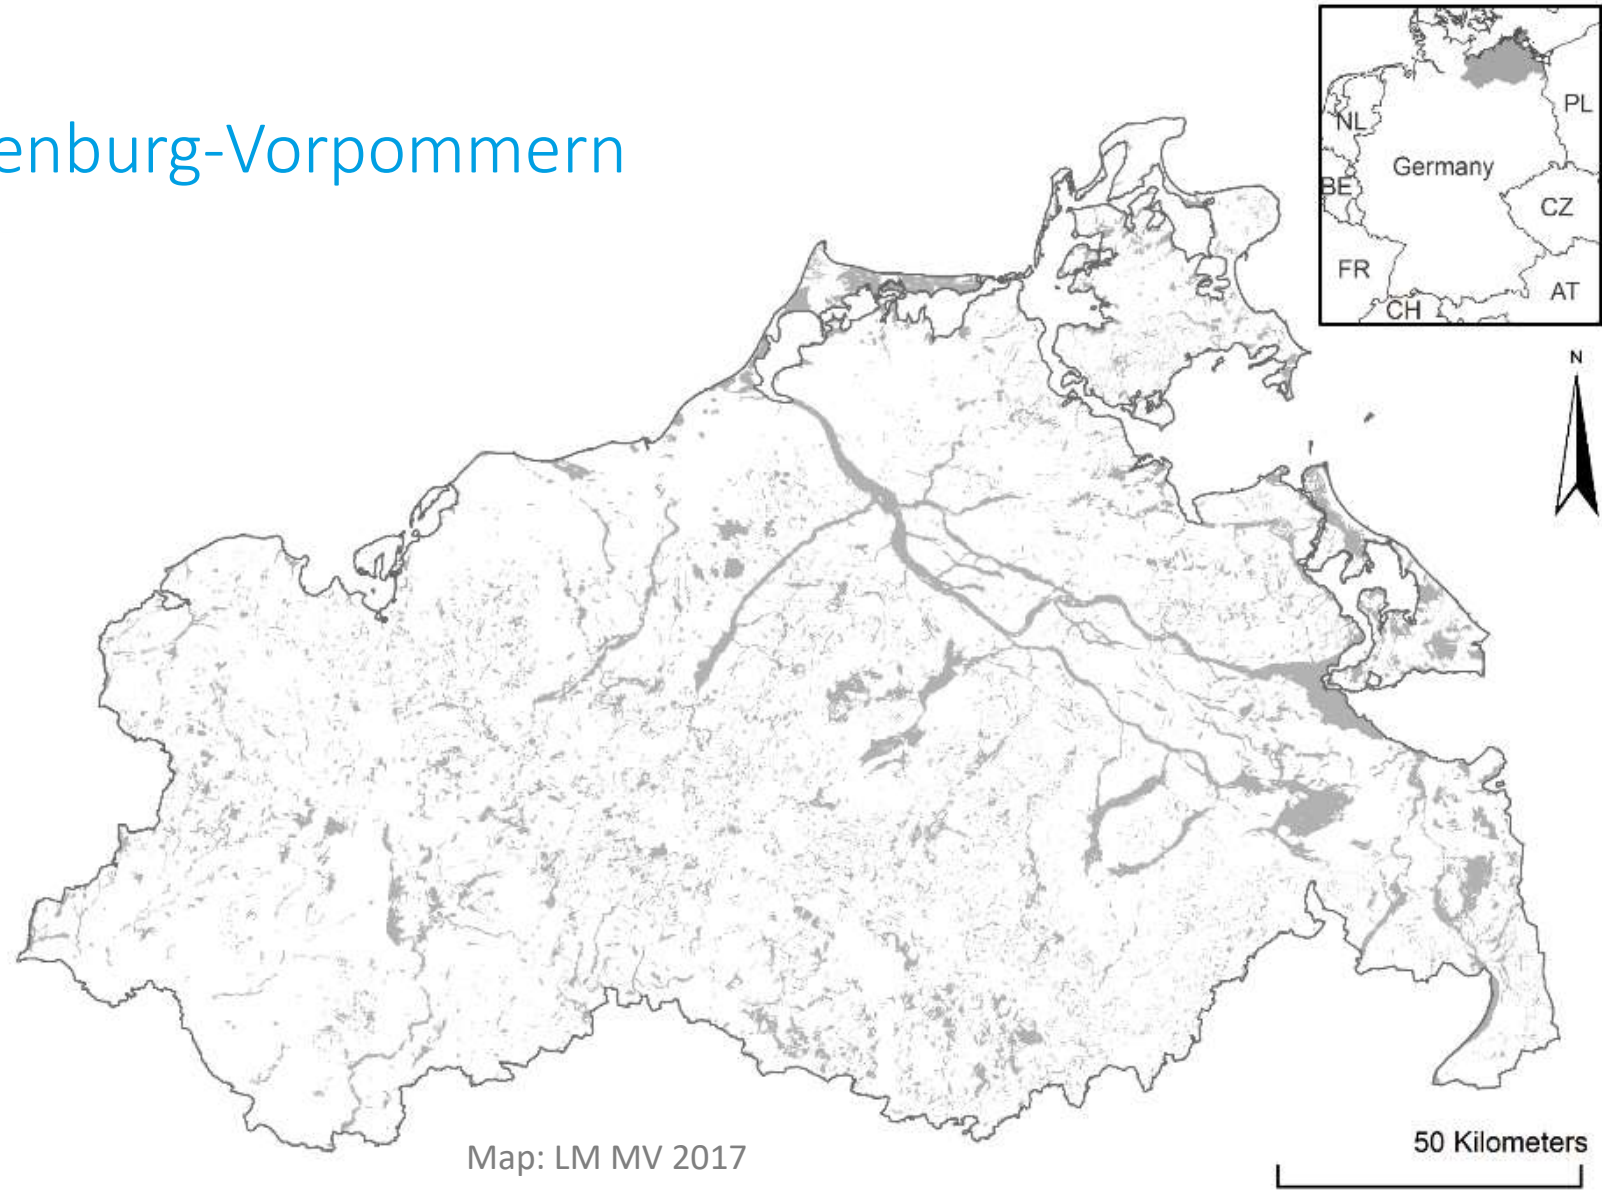 enburg-Vorpommern
NL
PL
Germany
BE
CZ
FR
AT
CH
N
50 Kilometers
Map: LM MV 2017